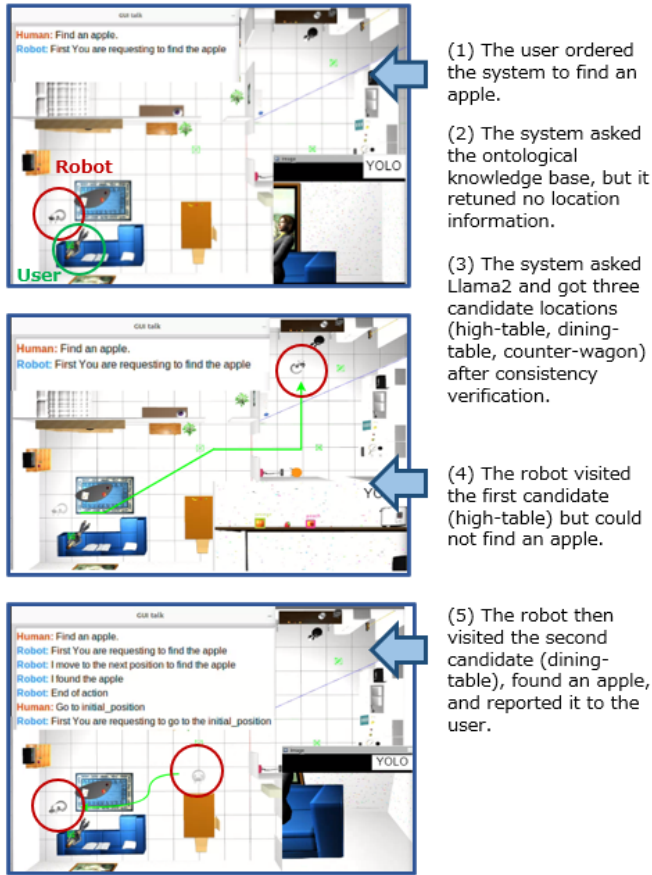 GUI talk
Human: Find an apple.
Robot: First You are requesting to find the apple
YOLO
Robot
User
(1) The user ordered
the system to find an
apple.
(2) The system asked
the ontological
knowledge base, but it
retuned no location
information.
(3) The system asked
Llama2 and got three
candidate locations
(high-table, dining-
table, counter-wagon)
after consistency
verification.
GUI talk
Human: Find an apple.
Robot: First You are requesting to find the apple
(4) The robot visited
the first candidate
(high-table) but could
not find an apple.
GUI talk
Human: Find an apple.
Robot: First You are requesting to find the apple
Robot: I move to the next position to find the apple
Robot: I found the apple
Robot: End of action
Human: Go to initial_position
Robot: First You are requesting to go to the initial_position
Image
YOLO
(5) The robot then
visited the second
candidate (dining-
table), found an apple,
and reported it to the
user.